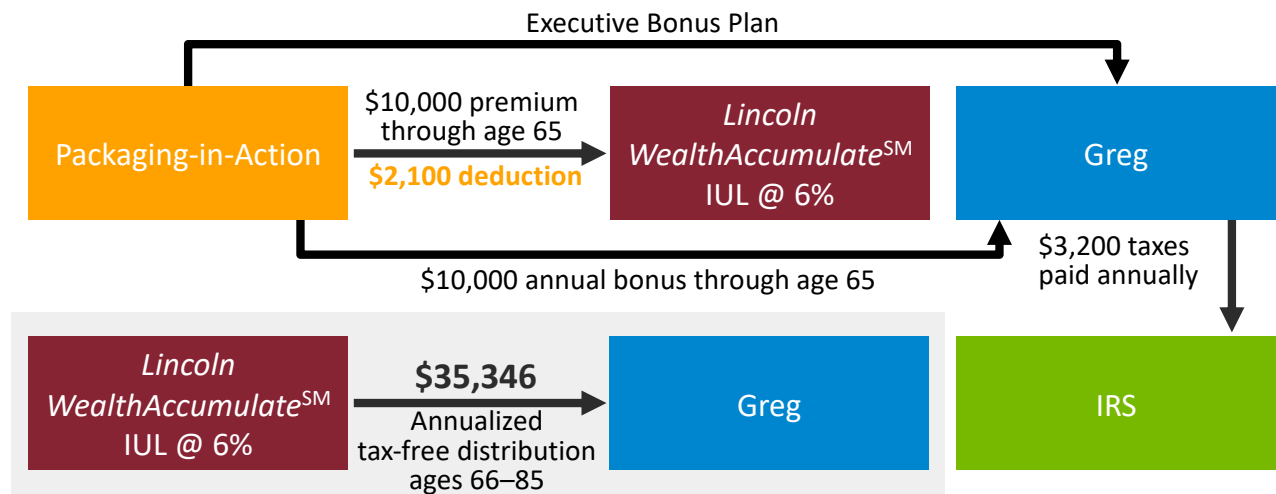 Executive Bonus Plan
Packaging-in-Action
$10,000 premium
through age 65
$2,100 deduction
Lincoln
WealthAccumulate℠
IUL @ 6%
Greg
$10,000 annual bonus through age 65
$3,200 taxes
paid annually
Lincoln
WealthAccumulate℠
IUL @ 6%
$35,346
Annualized
tax-free distribution
ages 66–85
Greg
IRS